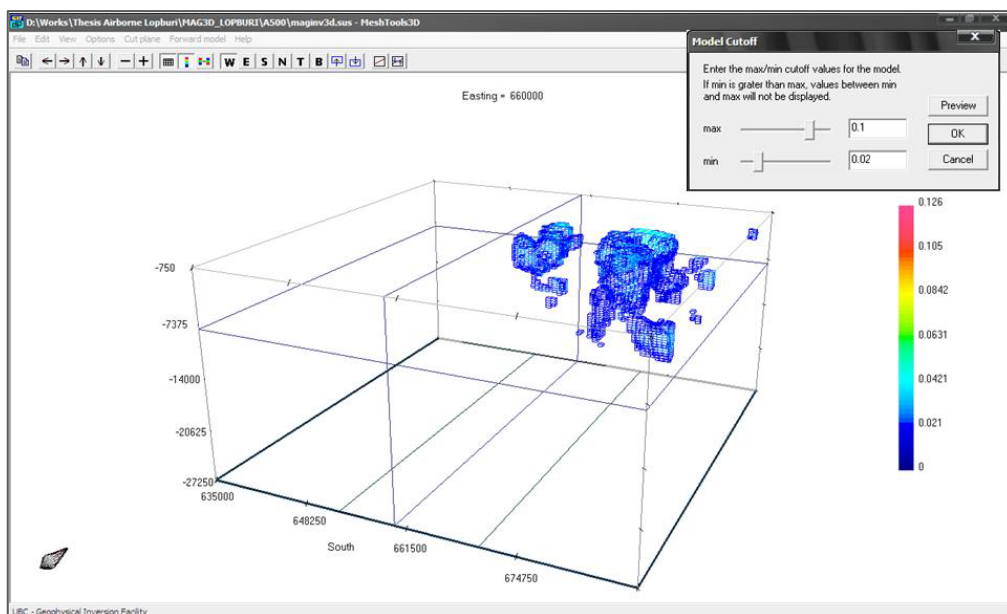 D:\Works\Thesis Airborne Lopburi\MAG3D_LOPBURI\A500\maginv3d.sus - MeshTools3D
File Edit View Options Cut plane Forward model Help
W E S N T B
Model Cutoff
Enter the max/min cutoff values for the model.
If min is grater than max, values between min
and max will not be displayed.
max 0.1
min 0.02
Preview
OK
Cancel
Easting = 660000
0.126
0.105
0.0842
0.0631
0.0421
0.021
0
-750
-7375
-14000
-20625
-27250
635000
648250
South
661500
674750
UBC - Geophysical Inversion Facility